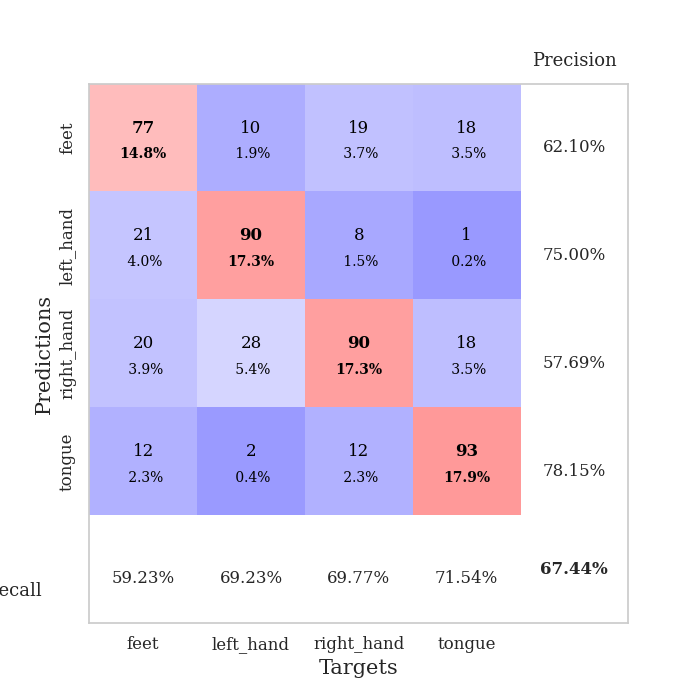 Precision
feet 77 10 19 18 62.10%
14.8% 1.9% 3.7% 3.5%
left_hand 21 90 8 1 75.00%
4.0% 17.3% 1.5% 0.2%
right_hand 20 28 90 18 57.69%
3.9% 5.4% 17.3% 3.5%
tongue 12 2 12 93 78.15%
2.3% 0.4% 2.3% 17.9%
Predictions
ecall 59.23% 69.23% 69.77% 71.54% 67.44%
feet left_hand right_hand tongue
Targets